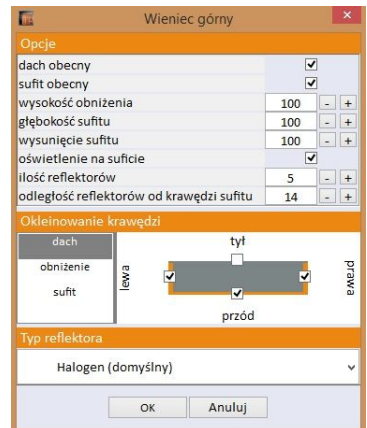 Wieniec górny
Opcje
dach obecny
sufit obecny
wysokość obniżenia 100 - +
głębokość sufitu 100 - +
wysunięcie sufitu 100 - +
oświetlenie na suficie
ilość reflektorów 5 - +
odległość reflektorów od krawędzi sufitu 14 - +
Okleinowanie krawędzi
dach
obniżenie
sufit
tył
lewa
prawa
przód
Typ reflektora
Halogen (domyślny)
OK Anuluj